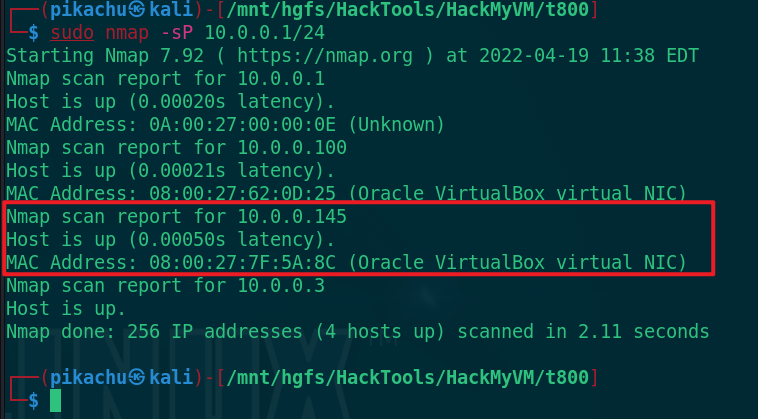 ┌──(pikachu㉿kali)-[/mnt/hgfs/HackTools/HackMyVM/t800]
└─$ sudo nmap -sP 10.0.0.1/24
Starting Nmap 7.92 ( https://nmap.org ) at 2022-04-19 11:38 EDT
Nmap scan report for 10.0.0.1
Host is up (0.00020s latency).
MAC Address: 0A:00:27:00:00:0E (Unknown)
Nmap scan report for 10.0.0.100
Host is up (0.00021s latency).
MAC Address: 08:00:27:62:0D:25 (Oracle VirtualBox virtual NIC)
Nmap scan report for 10.0.0.145
Host is up (0.00050s latency).
MAC Address: 08:00:27:7F:5A:8C (Oracle VirtualBox virtual NIC)
Nmap scan report for 10.0.0.3
Host is up.
Nmap done: 256 IP addresses (4 hosts up) scanned in 2.11 seconds
┌──(pikachu㉿kali)-[/mnt/hgfs/HackTools/HackMyVM/t800]
└─$